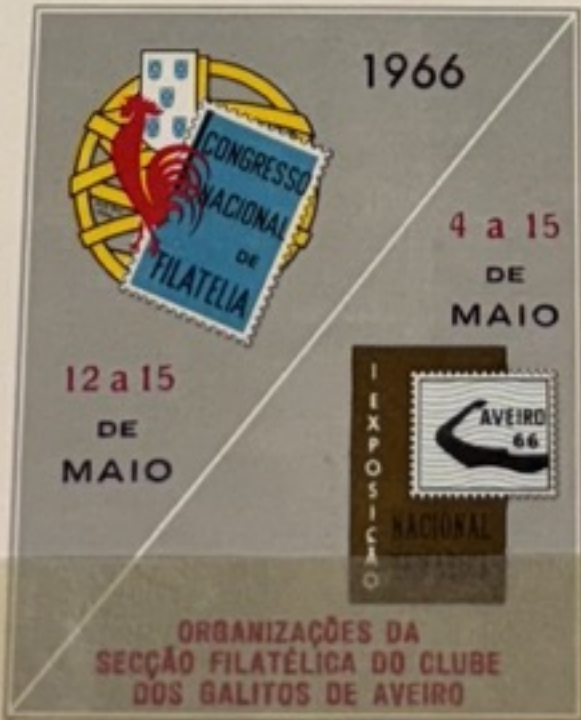 1966
CONGRESSO
NACIONAL
DE
FILATELIA
4 a 15
DE
MAIO
12 a 15
DE
MAIO
I EXPOSIÇÃO
AVEIRO
66
NACIONAL
ORGANIZAÇÕES DA
SECÇÃO FILATÉLICA DO CLUBE
DOS GALITOS DE AVEIRO